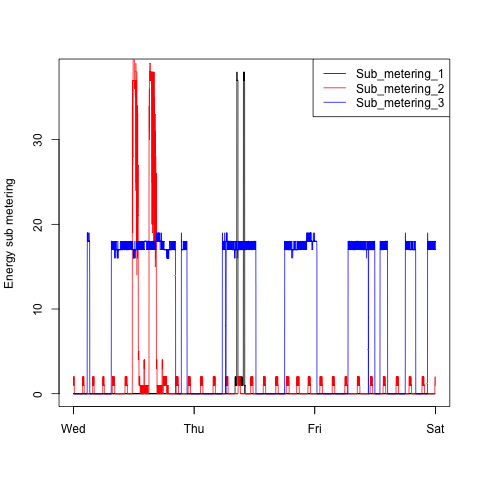 Sub_metering_1
Sub_metering_2
Sub_metering_3
Energy sub metering
30
20
10
0
Wed Thu Fri Sat